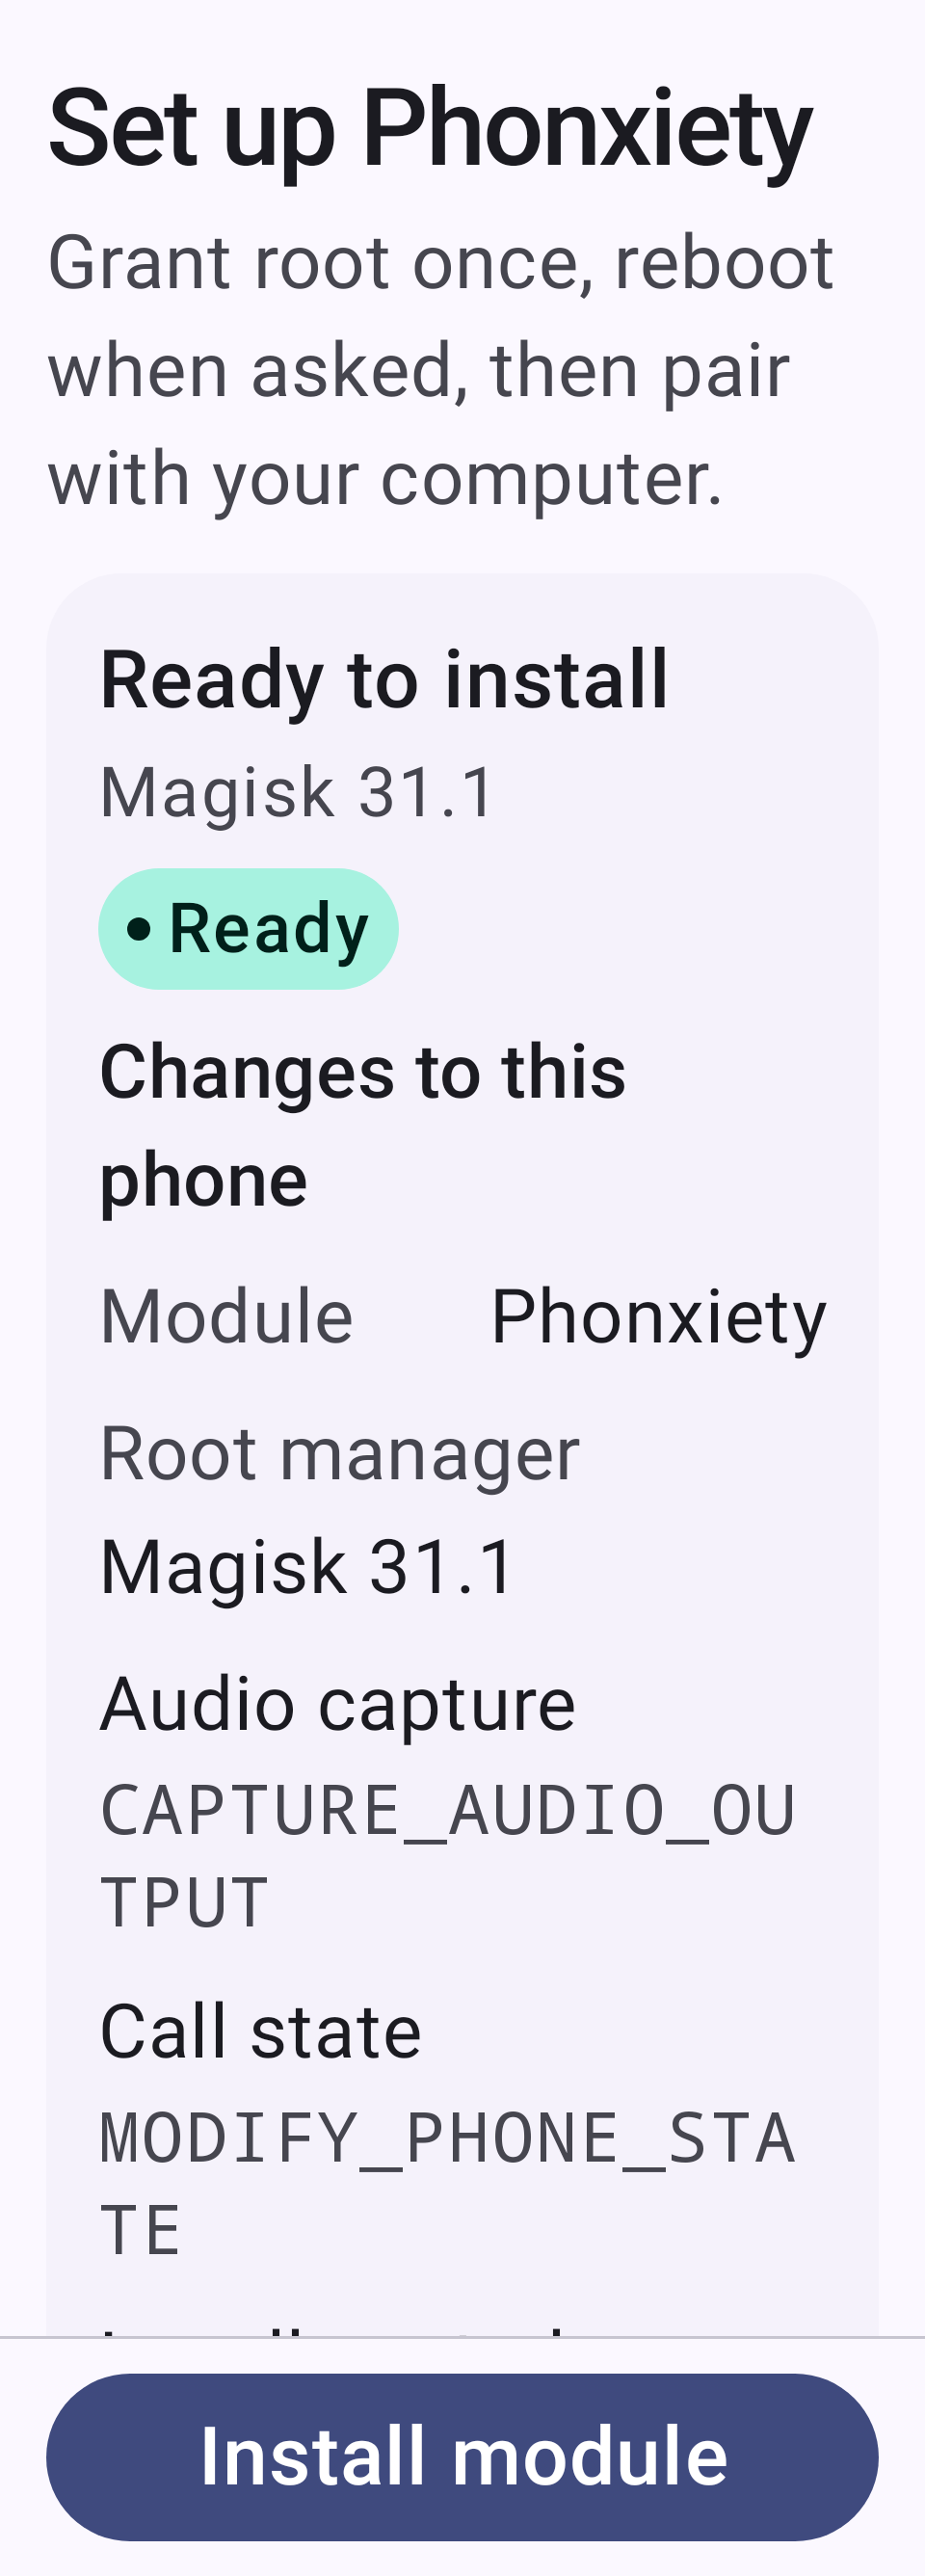 Set up Phonxiety
Grant root once, reboot
when asked, then pair
with your computer.
Ready to install
Magisk 31.1
Ready
Changes to this
phone
Module Phonxiety
Root manager
Magisk 31.1
Audio capture
CAPTURE_AUDIO_OU
TPUT
Call state
MODIFY_PHONE_STA
TE
Install module